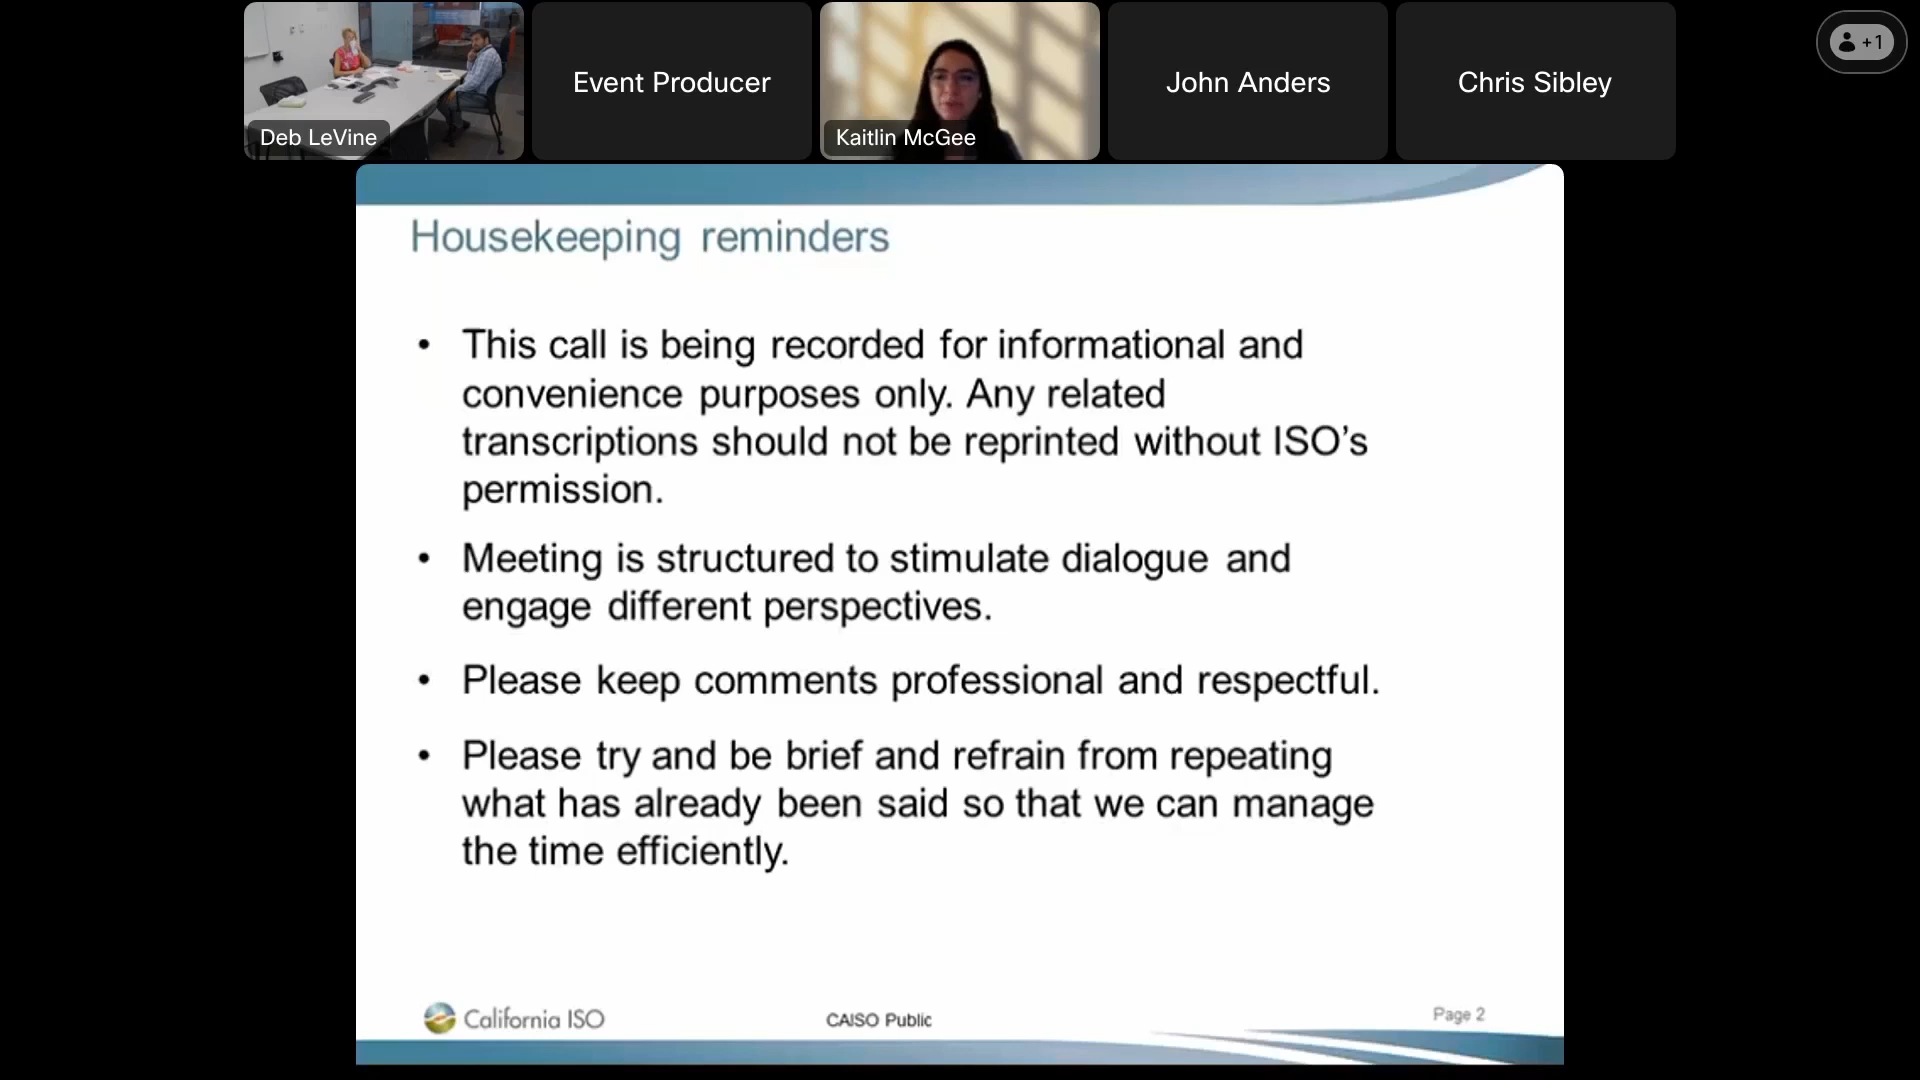 Deb LeVine
Event Producer
Kaitlin McGee
John Anders
Chris Sibley
+1
Housekeeping reminders
• This call is being recorded for informational and
convenience purposes only. Any related
transcriptions should not be reprinted without ISO’s
permission.
• Meeting is structured to stimulate dialogue and
engage different perspectives.
• Please keep comments professional and respectful.
• Please try and be brief and refrain from repeating
what has already been said so that we can manage
the time efficiently.
California ISO
CAISO Public
Page 2